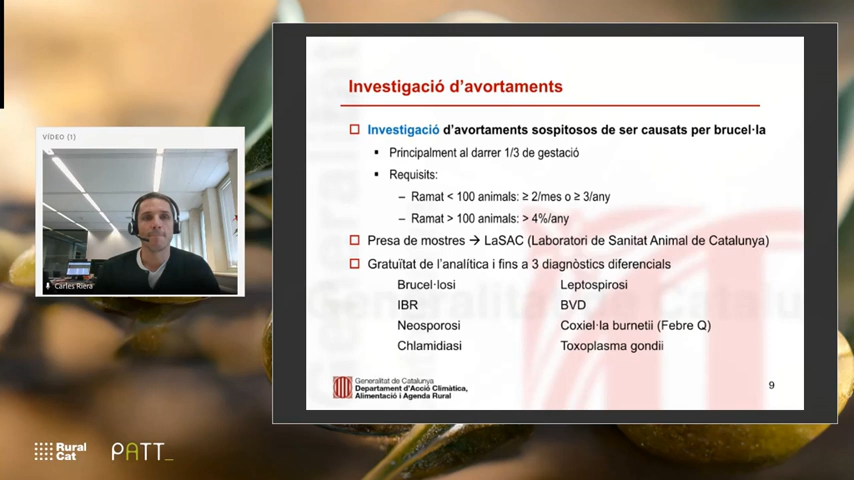 VÍDEO (1)
Carles Riera
Investigació d'avortaments
Investigació d'avortaments sospitosos de ser causats per brucel·la
Principalment al darrer 1/3 de gestació
Requisits:
– Ramat < 100 animals: ≥ 2/mes o ≥ 3/any
– Ramat > 100 animals: > 4%/any
Presa de mostres → LaSAC (Laboratori de Sanitat Animal de Catalunya)
Gratuïtat de l'analítica i fins a 3 diagnòstics diferencials
Brucel·losi Leptospirosi
IBR BVD
Neosporosi Coxiel·la burnetii (Febre Q)
Chlamidiasi Toxoplasma gondii
Generalitat de Catalunya
Departament d'Acció Climàtica,
Alimentació i Agenda Rural
9
Rural
Cat
PATT_